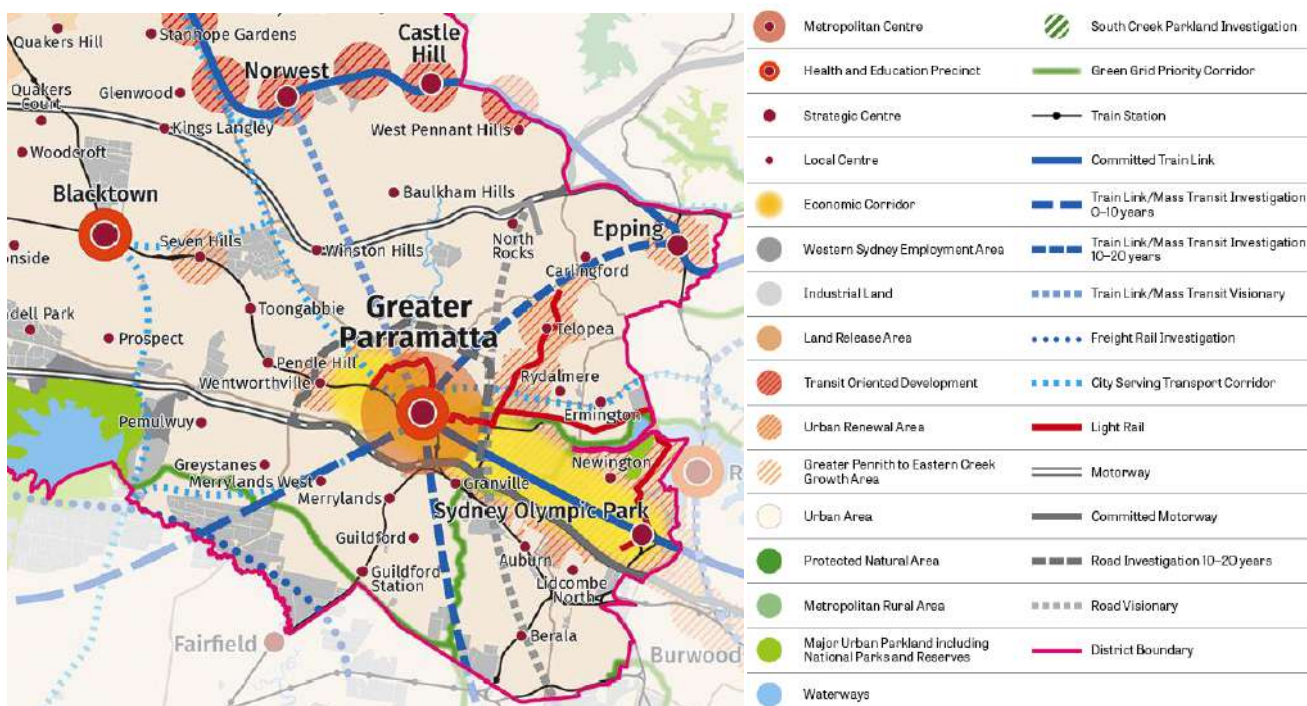 Quakers Hill
Stanhope Gardens
Castle
Hill
Norwest
Quakers
Court
Glenwood
Kings Langley
West Pennant Hills
Woodcroft
Blacktown
Baulkham Hills
Seven Hills
Winston Hills
North
Rocks
Epping
Carlingford
onside
Toongabbie
Greater
Parramatta
dell Park
Prospect
Telopea
Pendle Hill
Wentworthville
Rydalmere
Ermington
Pemulwuy
Greystanes
Merrylands West
Newington
Merrylands
Granville
Sydney Olympic Park
Guildford
Auburn
Guildford
Station
Lidcombe
North
Fairfield
Berala
Burwood
R
Metropolitan Centre
Health and Education Precinct
Strategic Centre
Local Centre
Economic Corridor
Western Sydney Employment Area
Industrial Land
Land Release Area
Transit Oriented Development
Urban Renewal Area
Greater Penrith to Eastern Creek
Growth Area
Urban Area
Protected Natural Area
Metropolitan Rural Area
Major Urban Parkland including
National Parks and Reserves
Waterways
South Creek Parkland Investigation
Green Grid Priority Corridor
Train Station
Committed Train Link
Train Link/Mass Transit Investigation
0–10 years
Train Link/Mass Transit Investigation
10–20 years
Train Link/Mass Transit Visionary
Freight Rail Investigation
City Serving Transport Corridor
Light Rail
Motorway
Committed Motorway
Road Investigation 10–20 years
Road Visionary
District Boundary